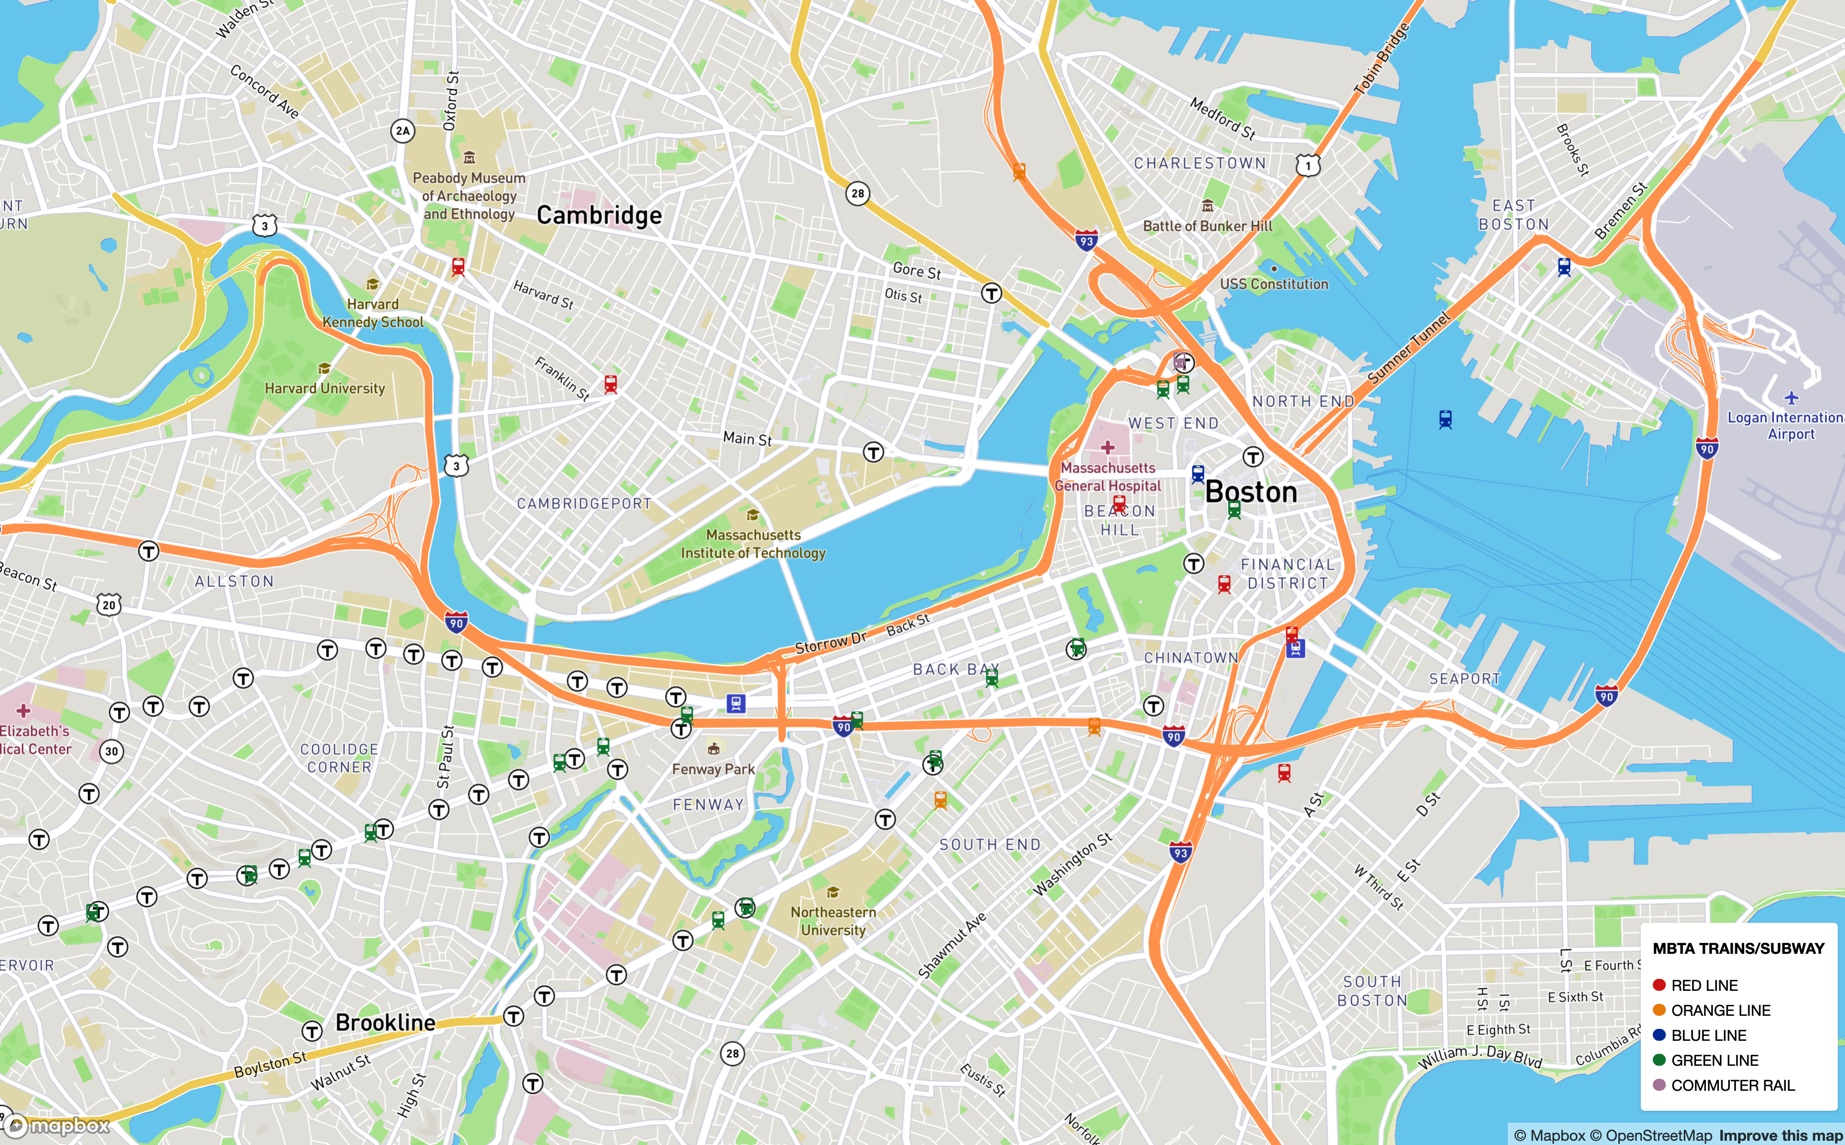 Walden St
Concord Ave
Oxford St
2A
Tobin Bridge
Medford St
CHARLESTOWN
1
Brooks St
Peabody Museum
of Archaeology
and Ethnology
Cambridge
28
Battle of Bunker Hill
EAST
BOSTON
Bremen St
3
93
Gore St
Otis St
USS Constitution
Harvard St
Harvard
Kennedy School
Harvard University
Franklin St
Sumner Tunnel
NORTH END
WEST END
Logan Internation
Airport
90
Main St
3
Massachusetts
General Hospital
Boston
CAMBRIDGEPORT
BEACON
HILL
Massachusetts
Institute of Technology
FINANCIAL
DISTRICT
ALLSTON
Beacon St
20
90
Storrow Dr
Back St
BACK BAY
CHINATOWN
SEAPORT
90
Elizabeth's
ical Center
30
COOLIDGE
CORNER
St Paul St
90
90
Fenway Park
FENWAY
SOUTH END
Washington St
A St
D St
E St
W Third St
93
Northeastern
University
Shawmut Ave
ERVOIR
SOUTH
BOSTON
L St
E Fourth S
H St
I St
E Sixth St
E Eighth St
William J. Day Blvd
Columbia Rd
Brookline
Boylston St
Walnut St
High St
28
Eustis St
Norfolk
MBTA TRAINS/SUBWAY
RED LINE
ORANGE LINE
BLUE LINE
GREEN LINE
COMMUTER RAIL
mapbox
© Mapbox © OpenStreetMap Improve this map